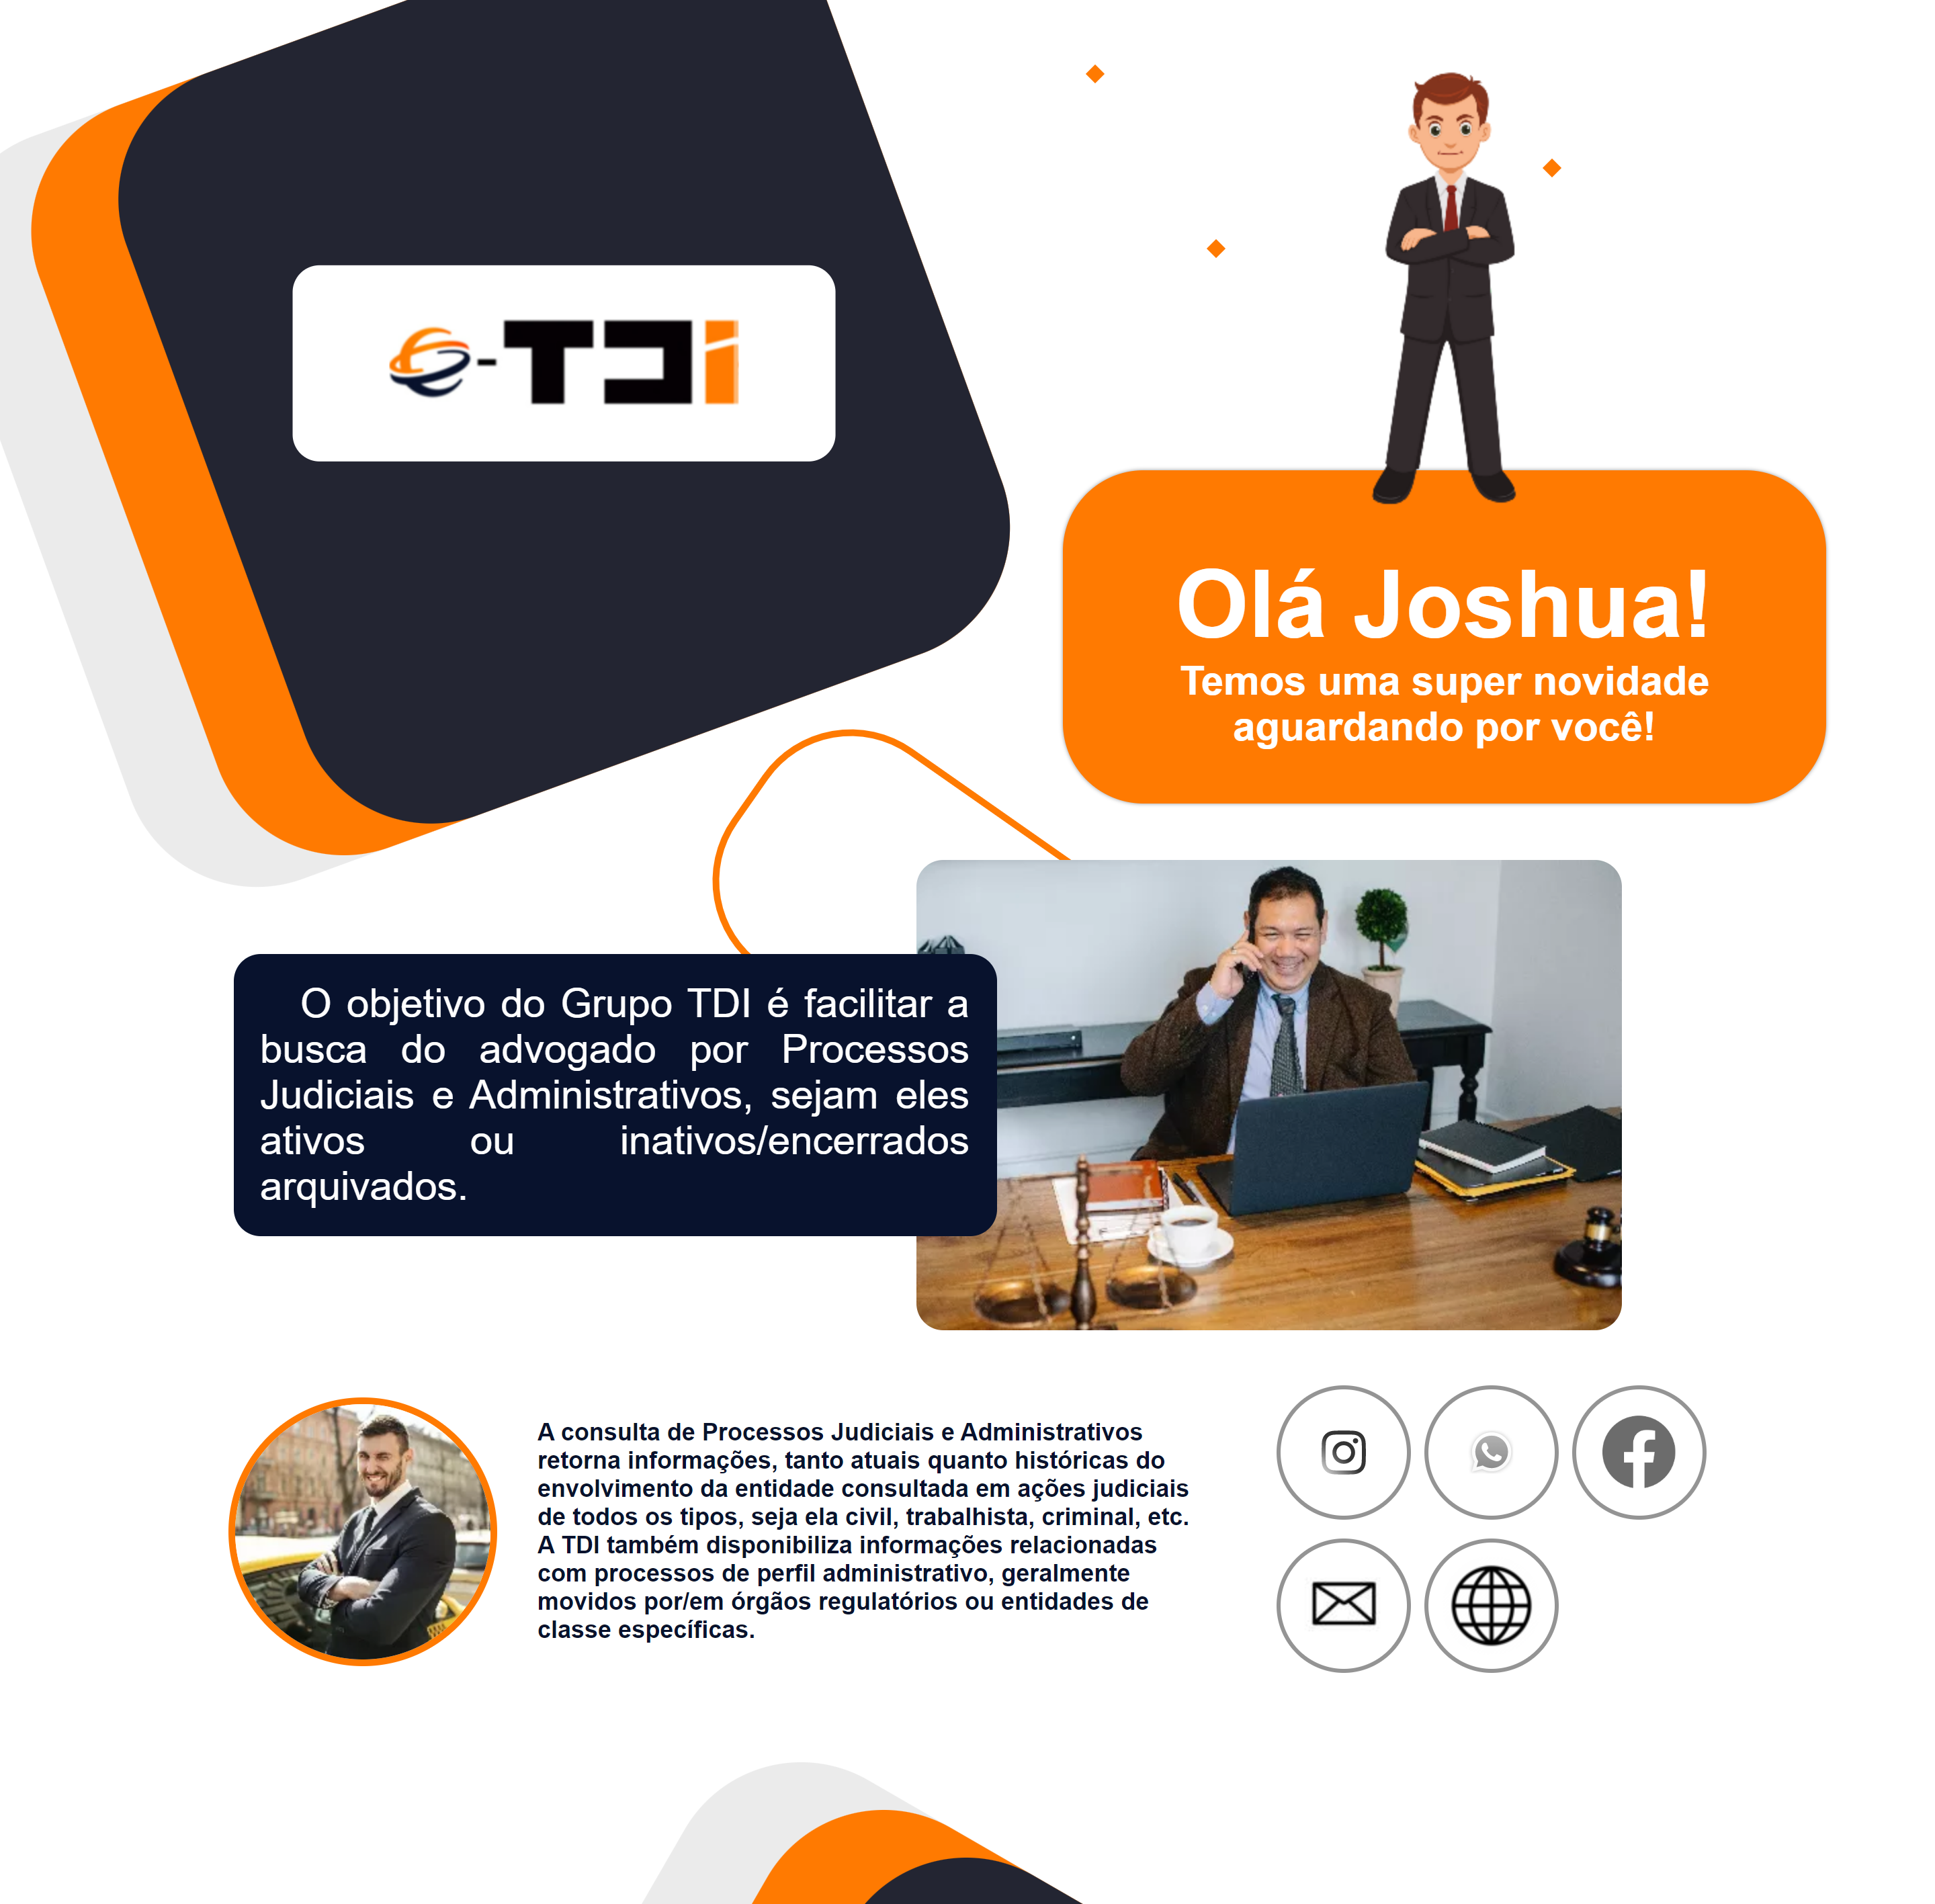 e-TDi
Olá Joshua!
Temos uma super novidade
aguardando por você!
O objetivo do Grupo TDI é facilitar a
busca do advogado por Processos
Judiciais e Administrativos, sejam eles
ativos ou inativos/encerrados
arquivados.
A consulta de Processos Judiciais e Administrativos
retorna informações, tanto atuais quanto históricas do
envolvimento da entidade consultada em ações judiciais
de todos os tipos, seja ela civil, trabalhista, criminal, etc.
A TDI também disponibiliza informações relacionadas
com processos de perfil administrativo, geralmente
movidos por/em órgãos regulatórios ou entidades de
classe específicas.